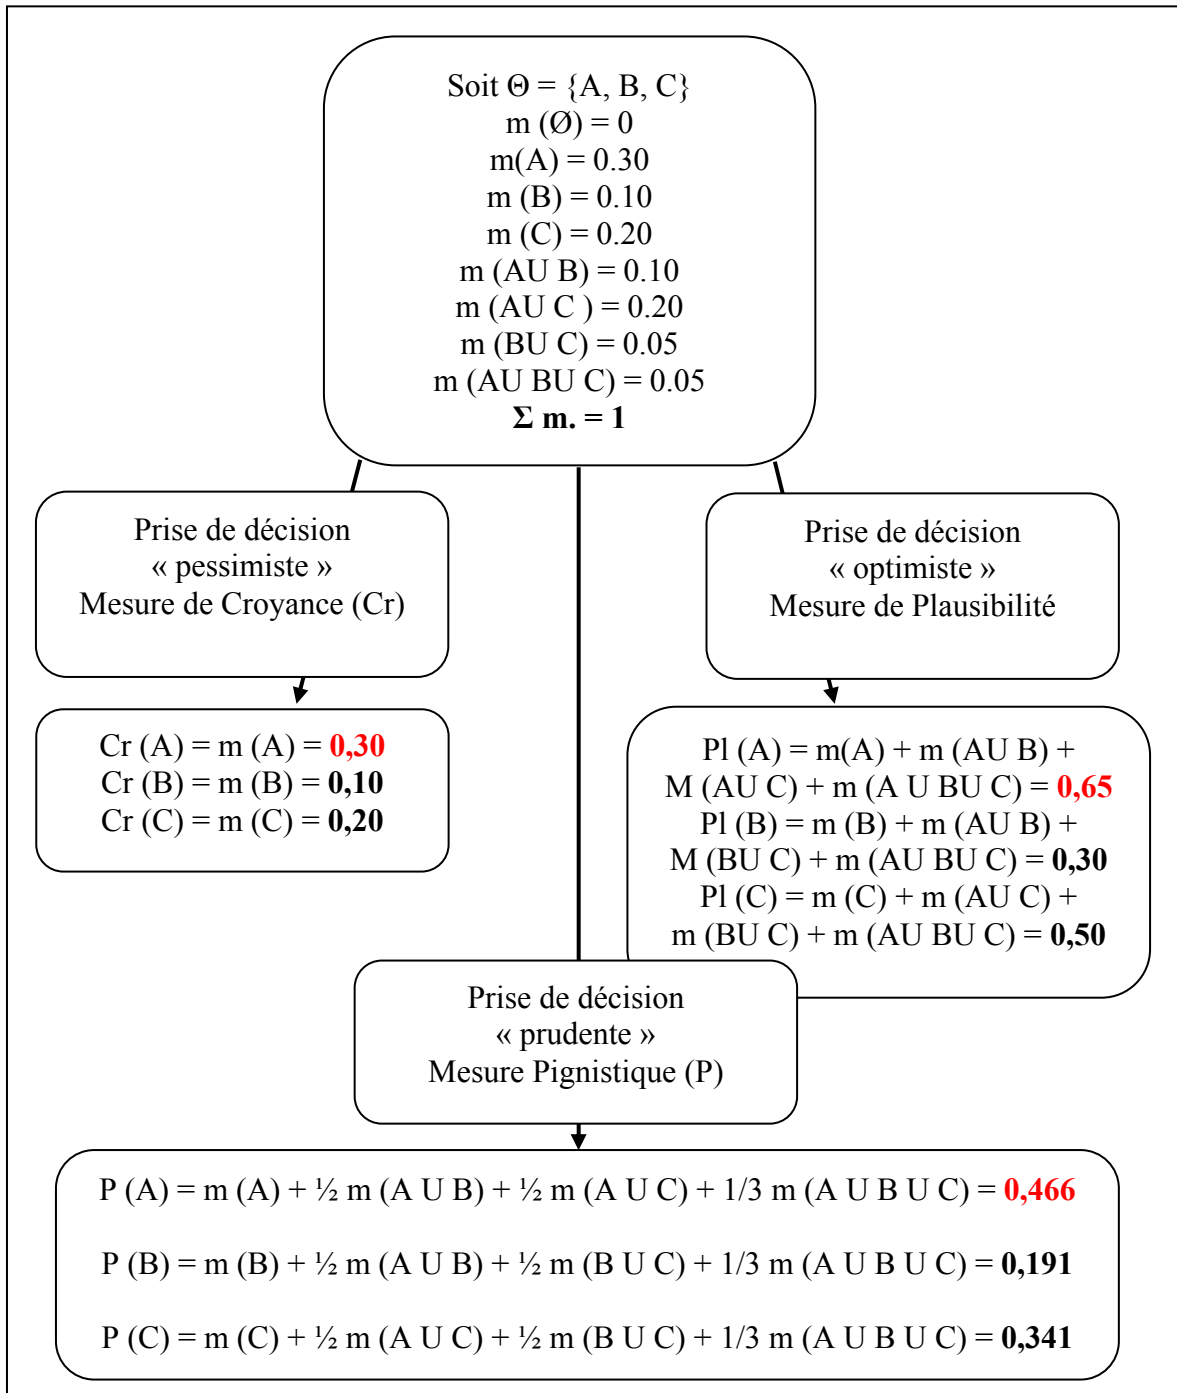 Soit Θ = {A, B, C}
m (Ø) = 0
m(A) = 0.30
m (B) = 0.10
m (C) = 0.20
m (AU B) = 0.10
m (AU C ) = 0.20
m (BU C) = 0.05
m (AU BU C) = 0.05
Σ m. = 1
Prise de décision
« pessimiste »
Mesure de Croyance (Cr)
Prise de décision
« optimiste »
Mesure de Plausibilité
Cr (A) = m (A) = 0,30
Cr (B) = m (B) = 0,10
Cr (C) = m (C) = 0,20
Pl (A) = m(A) + m (AU B) +
M (AU C) + m (A U BU C) = 0,65
Pl (B) = m (B) + m (AU B) +
M (BU C) + m (AU BU C) = 0,30
Pl (C) = m (C) + m (AU C) +
m (BU C) + m (AU BU C) = 0,50
Prise de décision
« prudente »
Mesure Pignistique (P)
P (A) = m (A) + ½ m (A U B) + ½ m (A U C) + 1/3 m (A U B U C) = 0,466
P (B) = m (B) + ½ m (A U B) + ½ m (B U C) + 1/3 m (A U B U C) = 0,191
P (C) = m (C) + ½ m (A U C) + ½ m (B U C) + 1/3 m (A U B U C) = 0,341